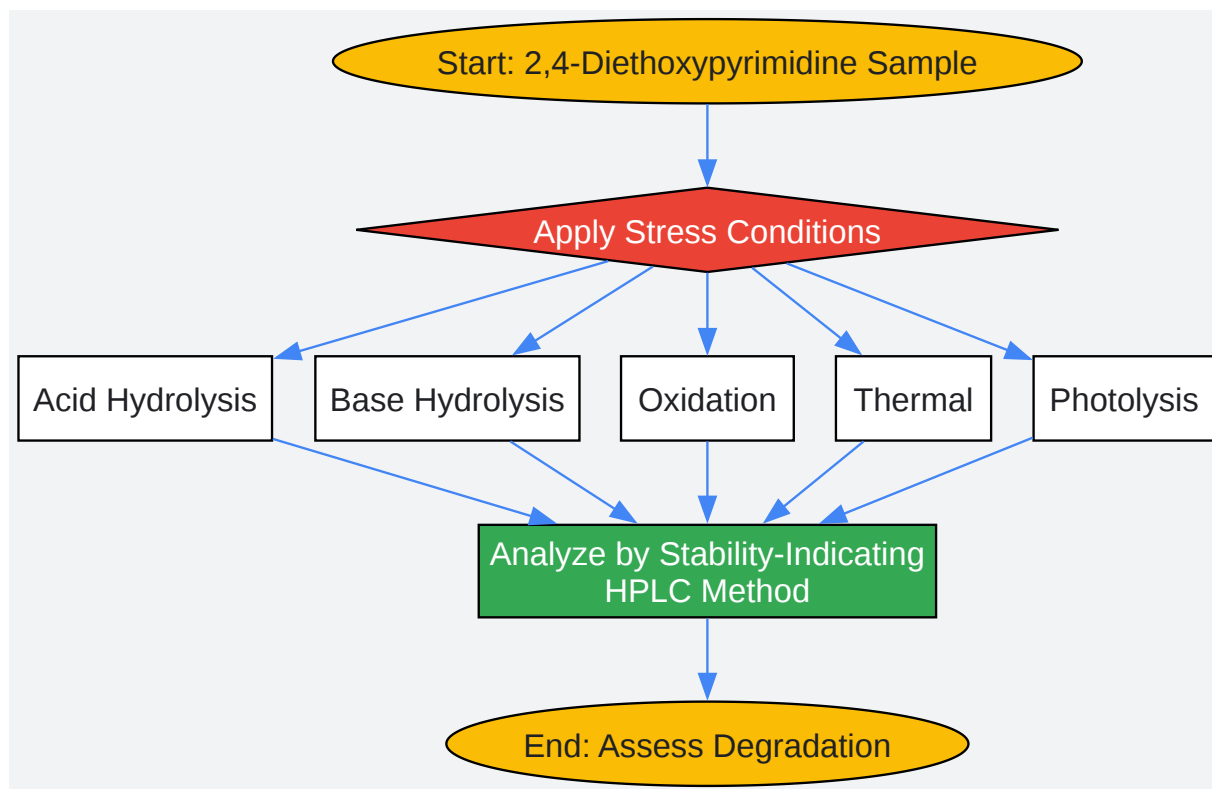 Start: 2,4-Diethoxypyrimidine Sample
Apply Stress Conditions
Acid Hydrolysis
Base Hydrolysis
Oxidation
Thermal
Photolysis
Analyze by Stability-Indicating
HPLC Method
End: Assess Degradation